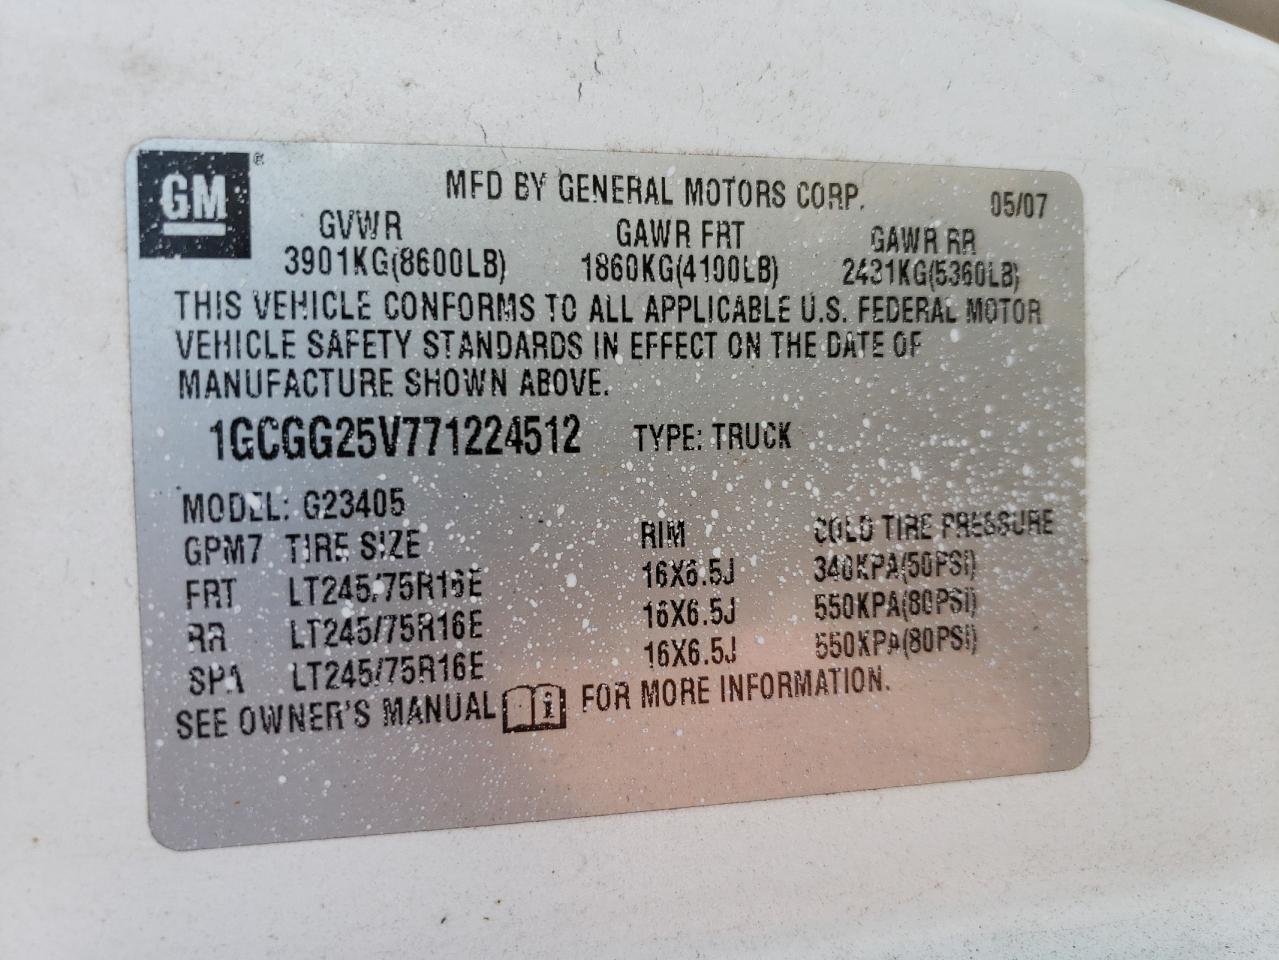 GM ®
MFD BY GENERAL MOTORS CORP. 05/07
GVWR GAWR FRT GAWR RR
3901KG(8600LB) 1860KG(4100LB) 2431KG(5360LB)
THIS VEHICLE CONFORMS TO ALL APPLICABLE U.S. FEDERAL MOTOR
VEHICLE SAFETY STANDARDS IN EFFECT ON THE DATE OF
MANUFACTURE SHOWN ABOVE.
1GCGG25V771224512 TYPE: TRUCK
MODEL: G23405
GPM7 TIRE SIZE RIM COLD TIRE PRESSURE
FRT LT245/75R16E 16X6.5J 340KPA(50PSI)
RR LT245/75R16E 16X6.5J 550KPA(80PSI)
SPA LT245/75R16E 16X6.5J 550KPA(80PSI)
SEE OWNER'S MANUAL i FOR MORE INFORMATION.